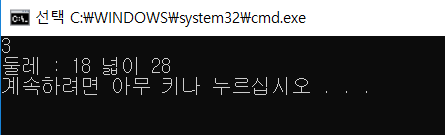 선택 C:₩WINDOWS₩system32₩cmd.exe
3
둘레 : 18 넓이 28
계속하려면 아무 키나 누르십시오 . . .